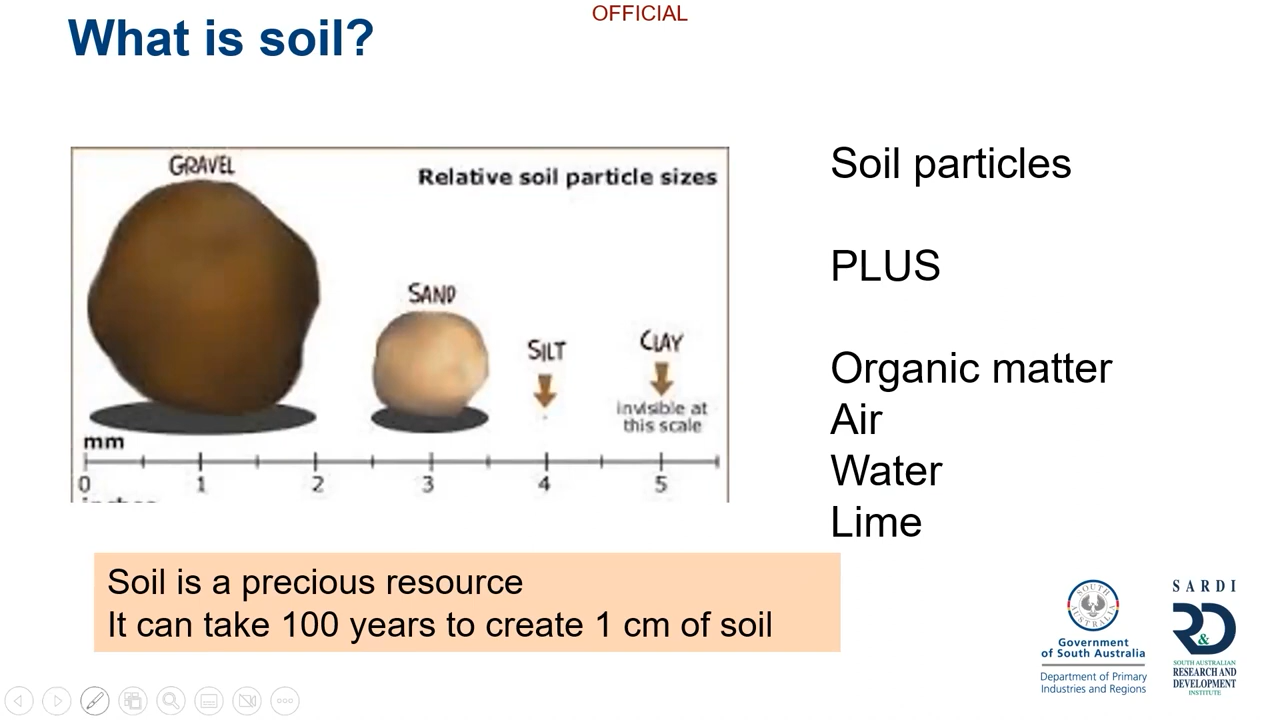 OFFICIAL
What is soil?
GRAVEL
Relative soil particle sizes
SAND
SILT
CLAY
invisible at
this scale
mm
0 1 2 3 4 5
Soil particles
PLUS
Organic matter
Air
Water
Lime
Soil is a precious resource
It can take 100 years to create 1 cm of soil
SOUTH AUSTRALIA
Government
of South Australia
Department of Primary
Industries and Regions
SARDI
R&D
SOUTH AUSTRALIAN
RESEARCH AND
DEVELOPMENT
INSTITUTE